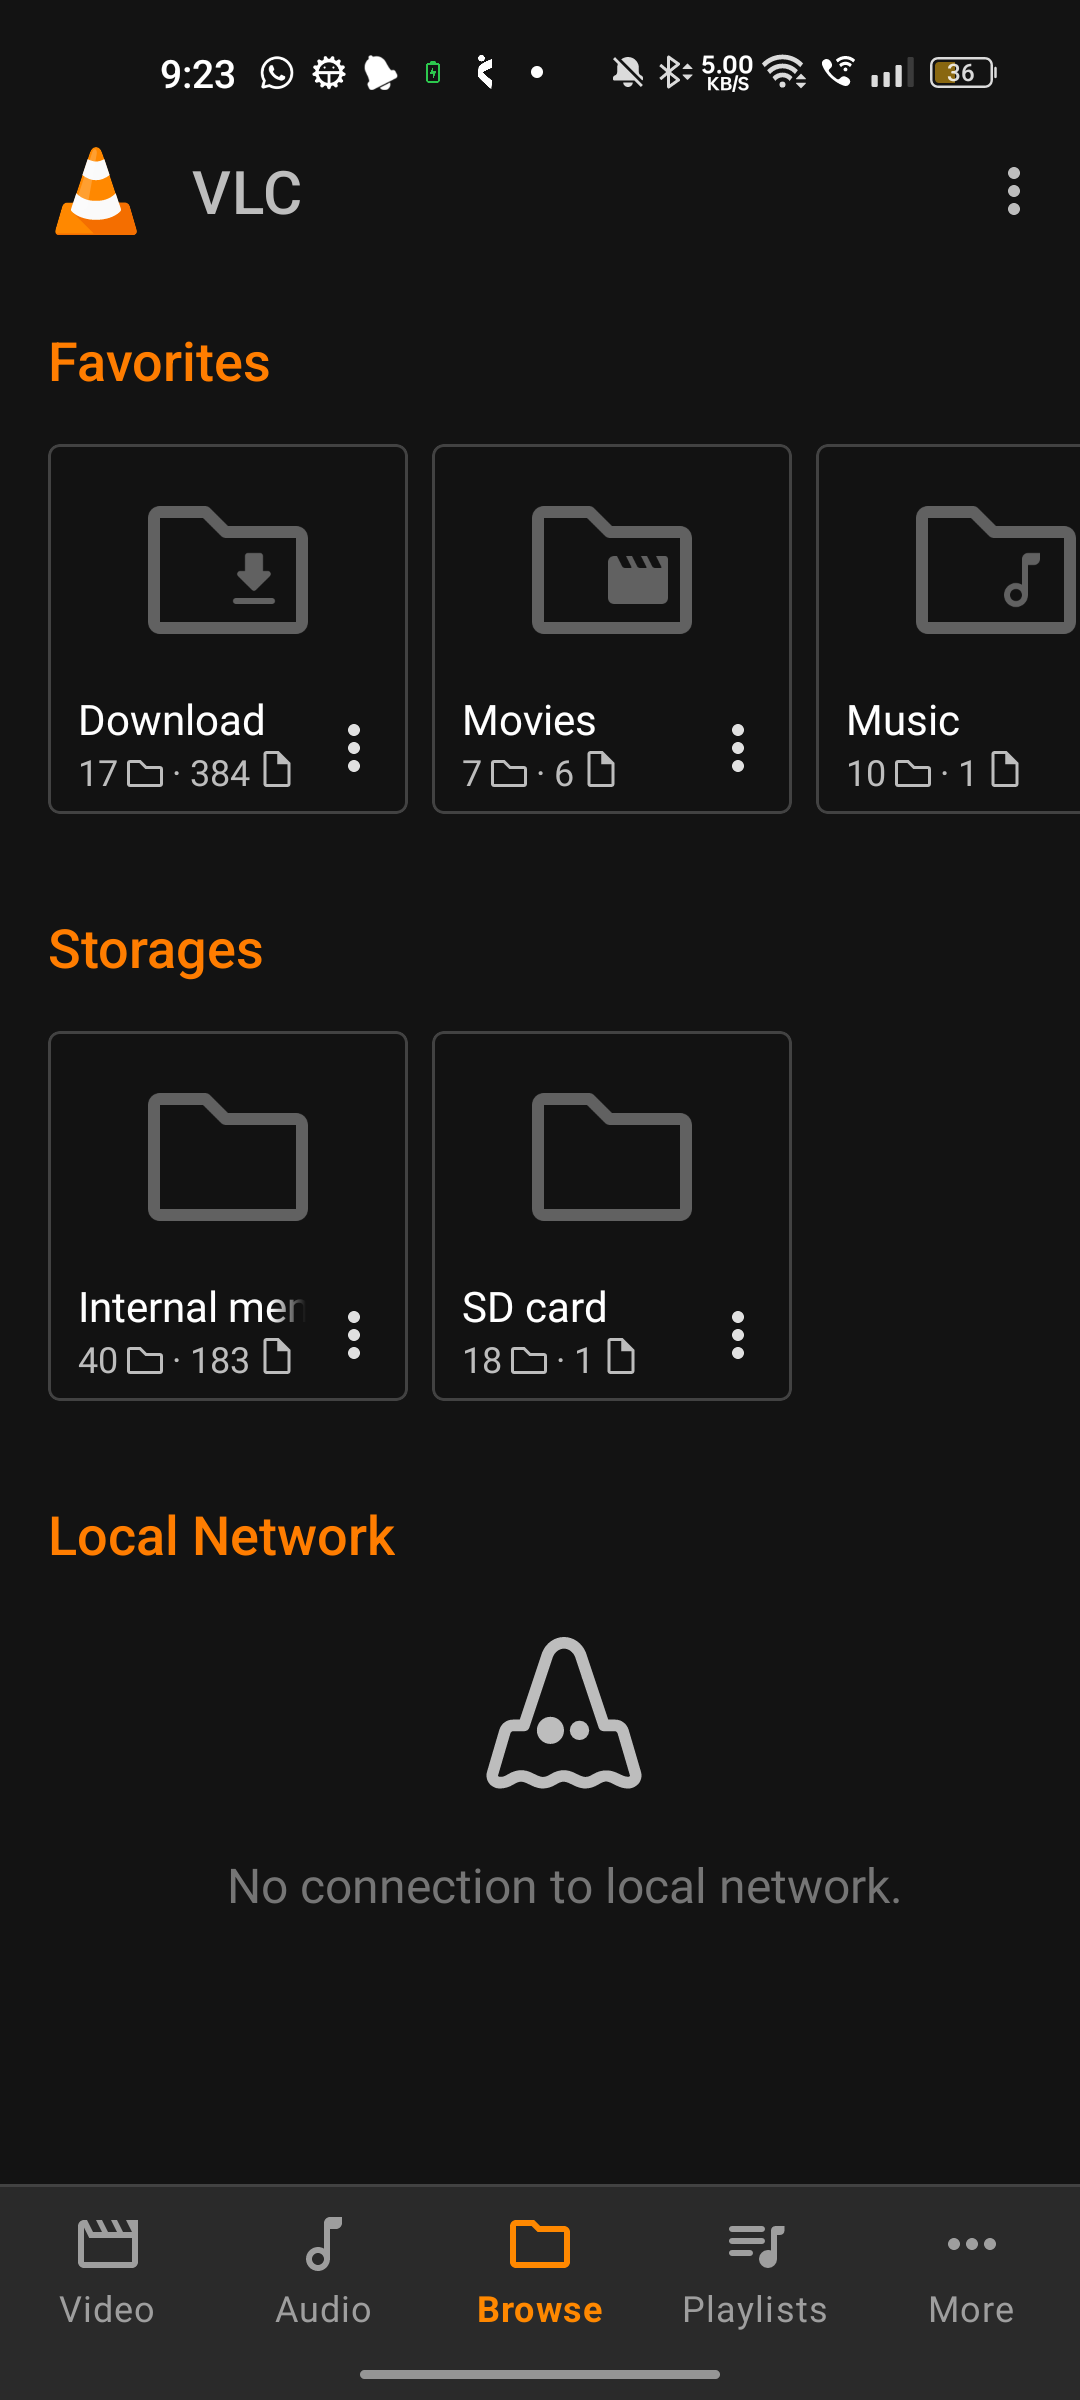 9:23
5.00
KB/S
36
VLC
Favorites
Download
17 · 384
Movies
7 · 6
Music
10 · 1
Storages
Internal men
40 · 183
SD card
18 · 1
Local Network
No connection to local network.
Video
Audio
Browse
Playlists
More